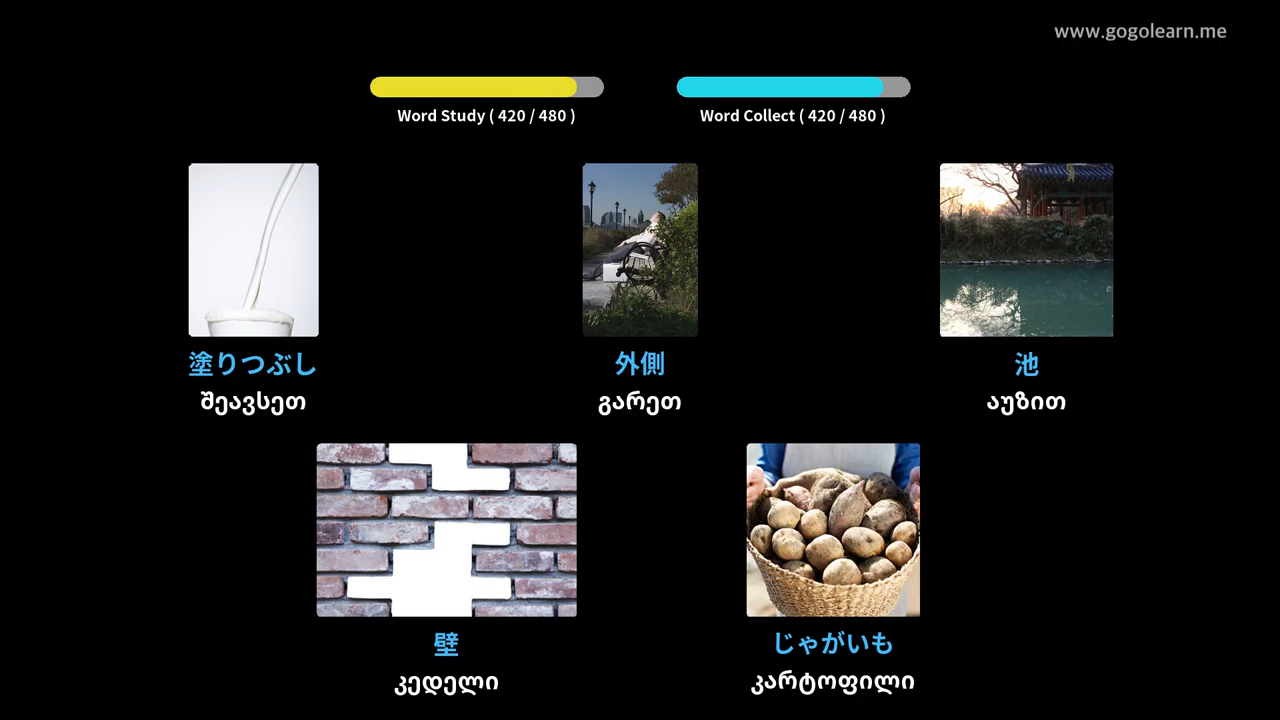 www.gogolearn.me
Word Study ( 420 / 480 )
Word Collect ( 420 / 480 )
塗りつぶし
შეავსეთ
外側
გარეთ
池
აუზით
壁
კედელი
じゃがいも
კარტოფილი